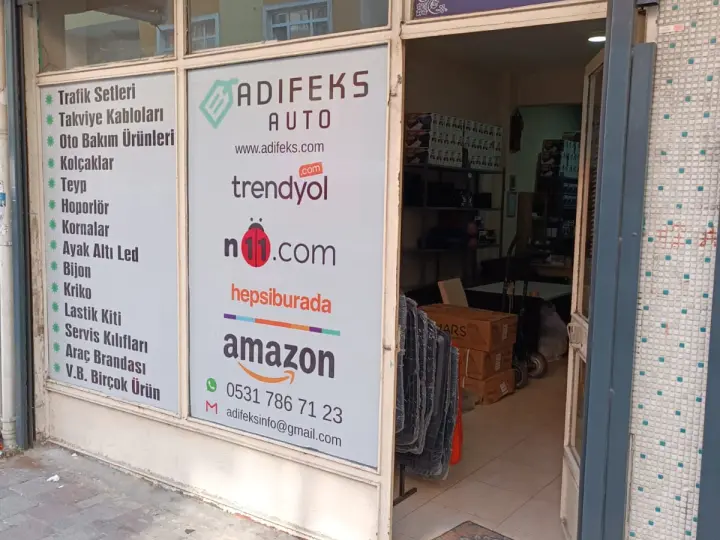 Trafik Setleri
Takviye Kabloları
Oto Bakım Ürünleri
Kolçaklar
Teyp
Hoporlör
Kornalar
Ayak Altı Led
Bijon
Kriko
Lastik Kiti
Servis Kılıfları
Araç Brandası
V.B. Birçok Ürün
ADIFEKS
AUTO
www.adifeks.com
trendyol
.com
n11.com
hepsiburada
amazon
0531 786 71 23
adifeksinfo@gmail.com